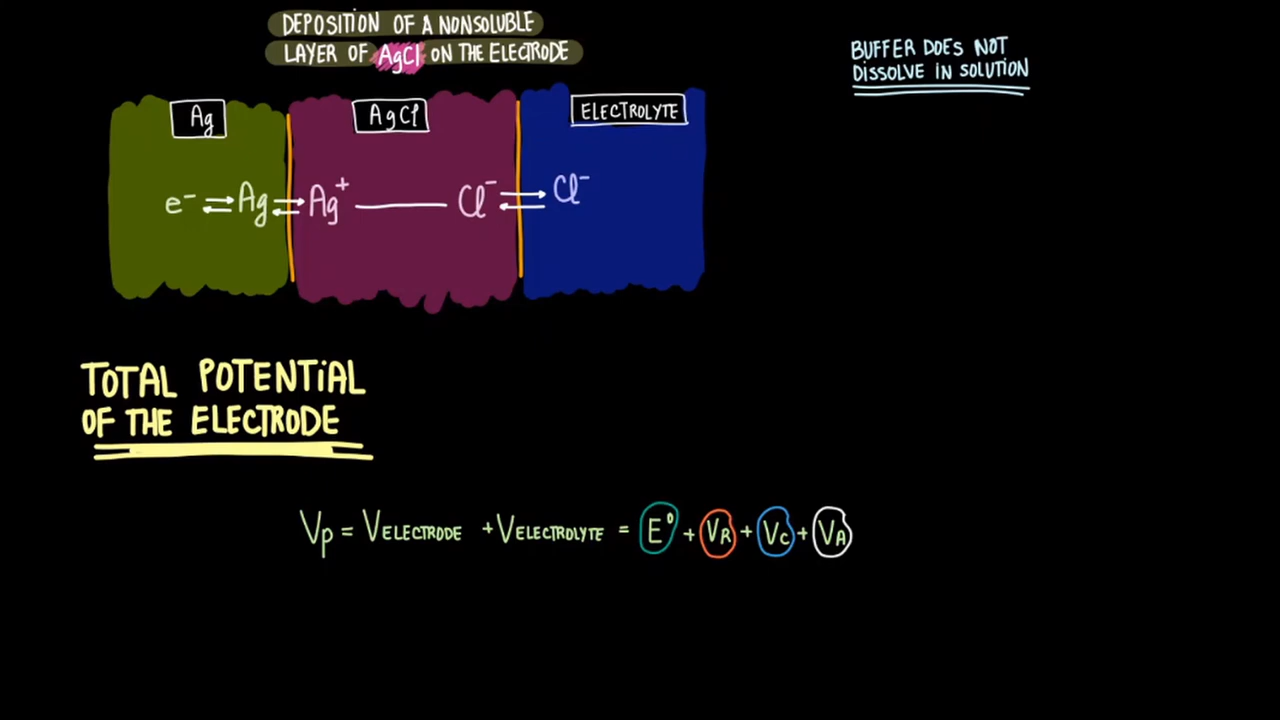 DEPOSITION OF A NONSOLUBLE
LAYER OF AgCl ON THE ELECTRODE
BUFFER DOES NOT
DISSOLVE IN SOLUTION
Ag
AgCl
ELECTROLYTE
e⁻ ⇌ Ag ⇌ Ag⁺ —— Cl⁻ ⇌ Cl⁻
TOTAL POTENTIAL
OF THE ELECTRODE
Vp = VELECTRODE + VELECTROLYTE = E⁰ + VR + VC + VA